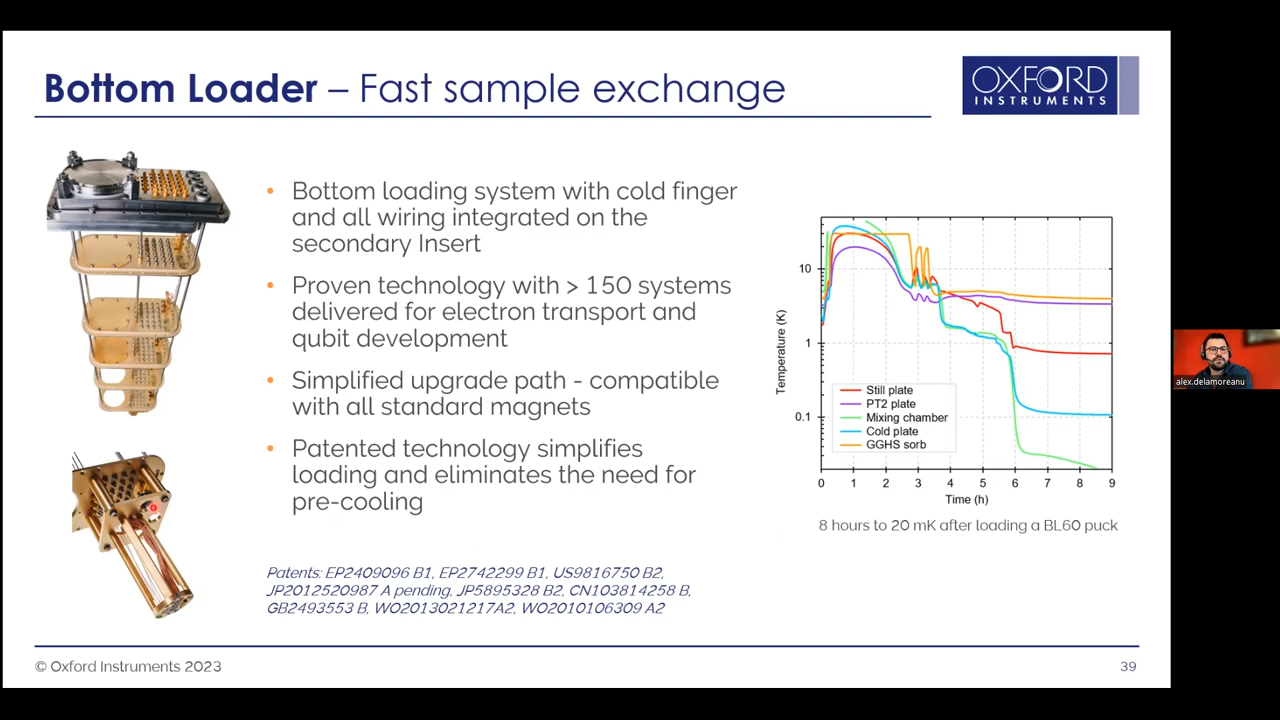 Bottom Loader – Fast sample exchange
OXFORD
INSTRUMENTS
• Bottom loading system with cold finger
and all wiring integrated on the
secondary Insert
• Proven technology with > 150 systems
delivered for electron transport and
qubit development
• Simplified upgrade path - compatible
with all standard magnets
• Patented technology simplifies
loading and eliminates the need for
pre-cooling
Patents: EP2409096 B1, EP2742299 B1, US9816750 B2,
JP2012520987 A pending, JP5895328 B2, CN103814258 B,
GB2493553 B, WO2013021217A2, WO2010106309 A2
Temperature (K)
10
1
0.1
Still plate
PT2 plate
Mixing chamber
Cold plate
GGHS sorb
0 1 2 3 4 5 6 7 8 9
Time (h)
8 hours to 20 mK after loading a BL60 puck
alex.delamoreanu
© Oxford Instruments 2023
39